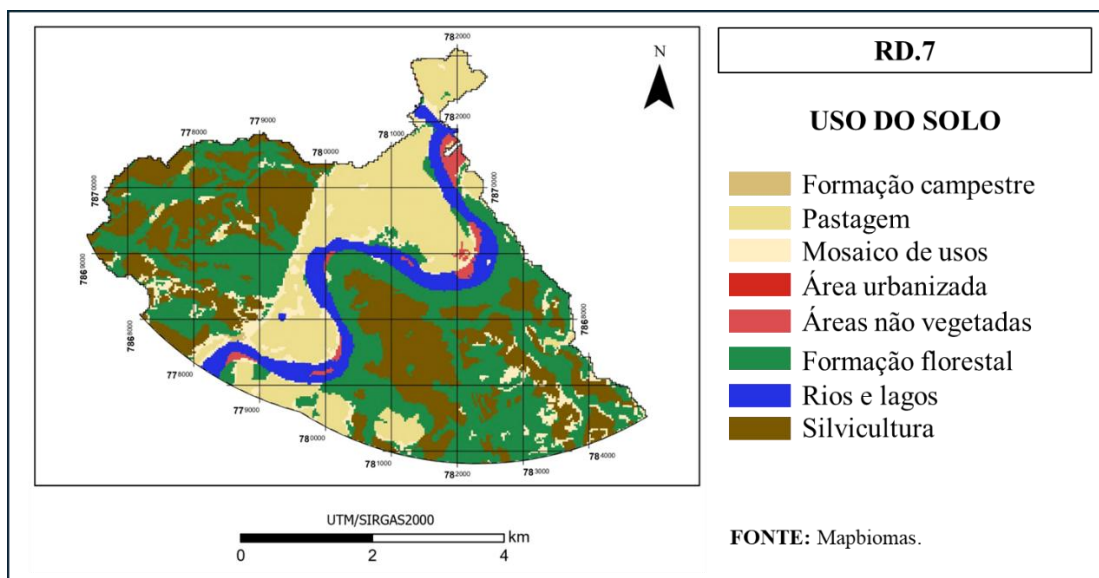 RD.7
USO DO SOLO
Formação campestre
Pastagem
Mosaico de usos
Área urbanizada
Áreas não vegetadas
Formação florestal
Rios e lagos
Silvicultura
FONTE: Mapbiomas.
N
782000
782000
781000
780000
779000
778000
7870000
7870000
7869000
7868000
7868000
778000
779000
780000
781000
782000
783000
784000
UTM/SIRGAS2000
0 2 4 km